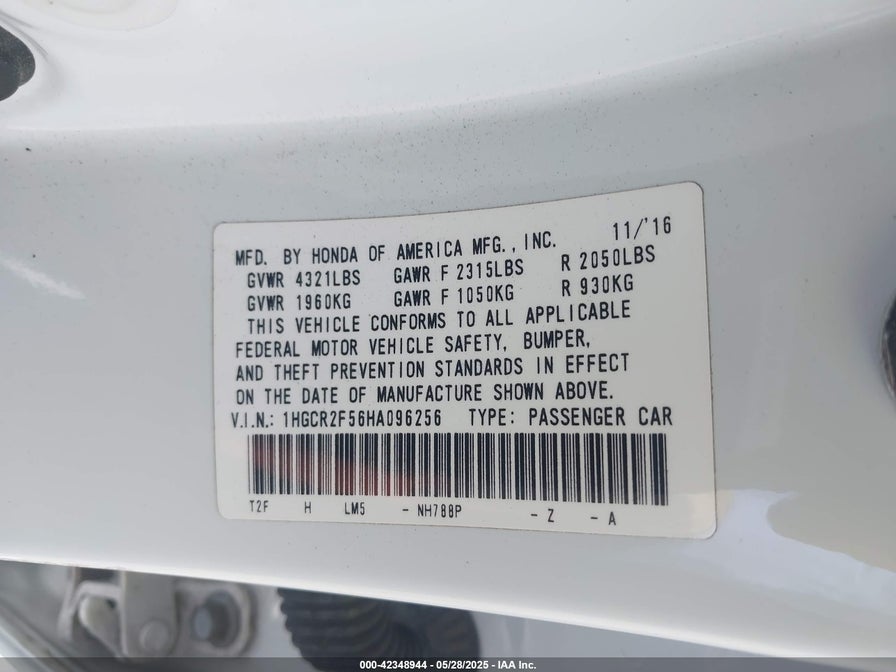 MFD. BY HONDA OF AMERICA MFG., INC. 11/'16
GVWR 4321LBS GAWR F 2315LBS R 2050LBS
GVWR 1960KG GAWR F 1050KG R 930KG
THIS VEHICLE CONFORMS TO ALL APPLICABLE
FEDERAL MOTOR VEHICLE SAFETY, BUMPER,
AND THEFT PREVENTION STANDARDS IN EFFECT
ON THE DATE OF MANUFACTURE SHOWN ABOVE.
V.I.N.: 1HGCR2F56HA096256 TYPE: PASSENGER CAR
T2F H LM5 - NH788P - Z - A
000-42348944 - 05/28/2025 - IAA Inc.